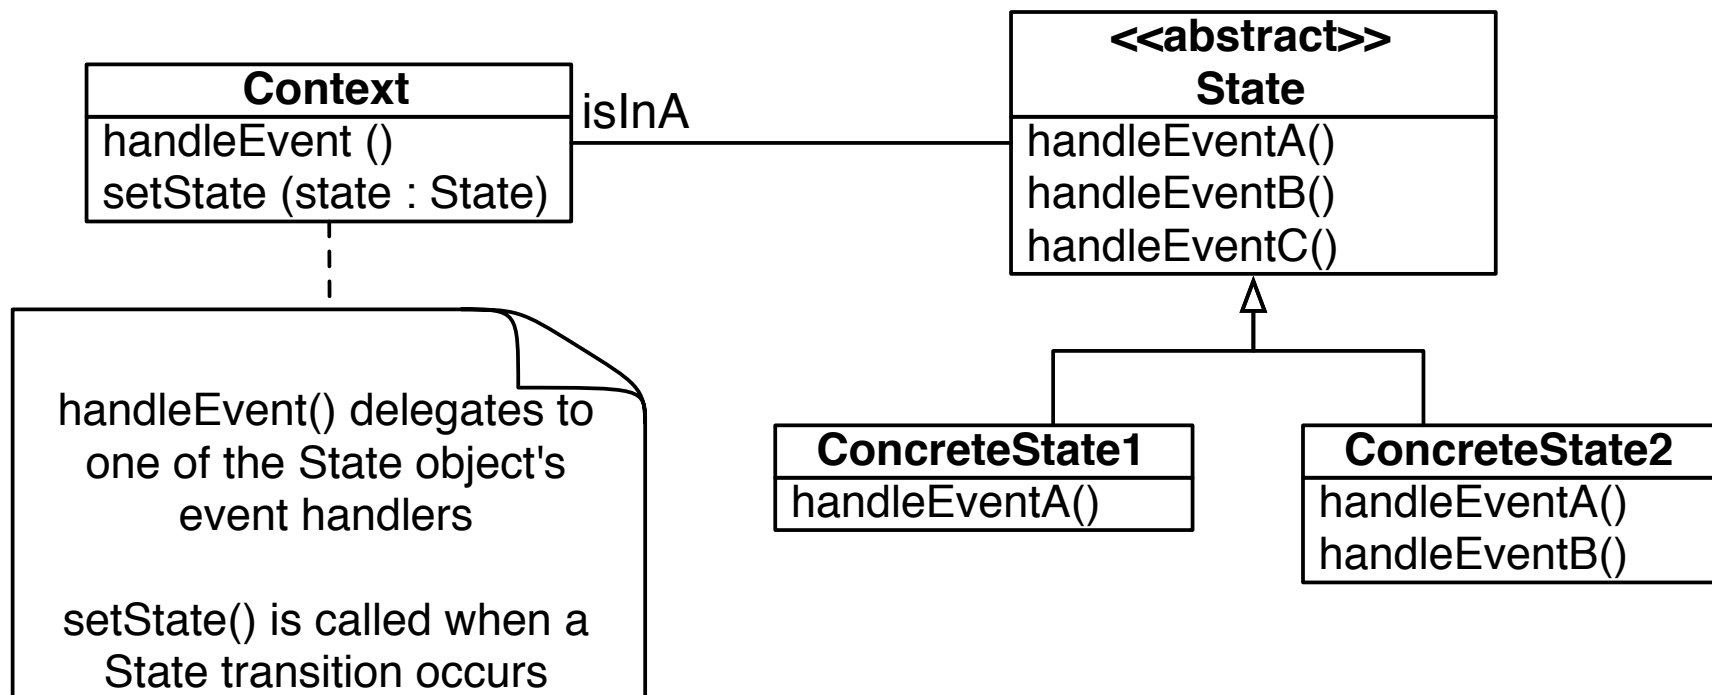 Context
handleEvent ()
setState (state : State)
isInA
<<abstract>>
State
handleEventA()
handleEventB()
handleEventC()
handleEvent() delegates to
one of the State object's
event handlers
setState() is called when a
State transition occurs
ConcreteState1
handleEventA()
ConcreteState2
handleEventA()
handleEventB()